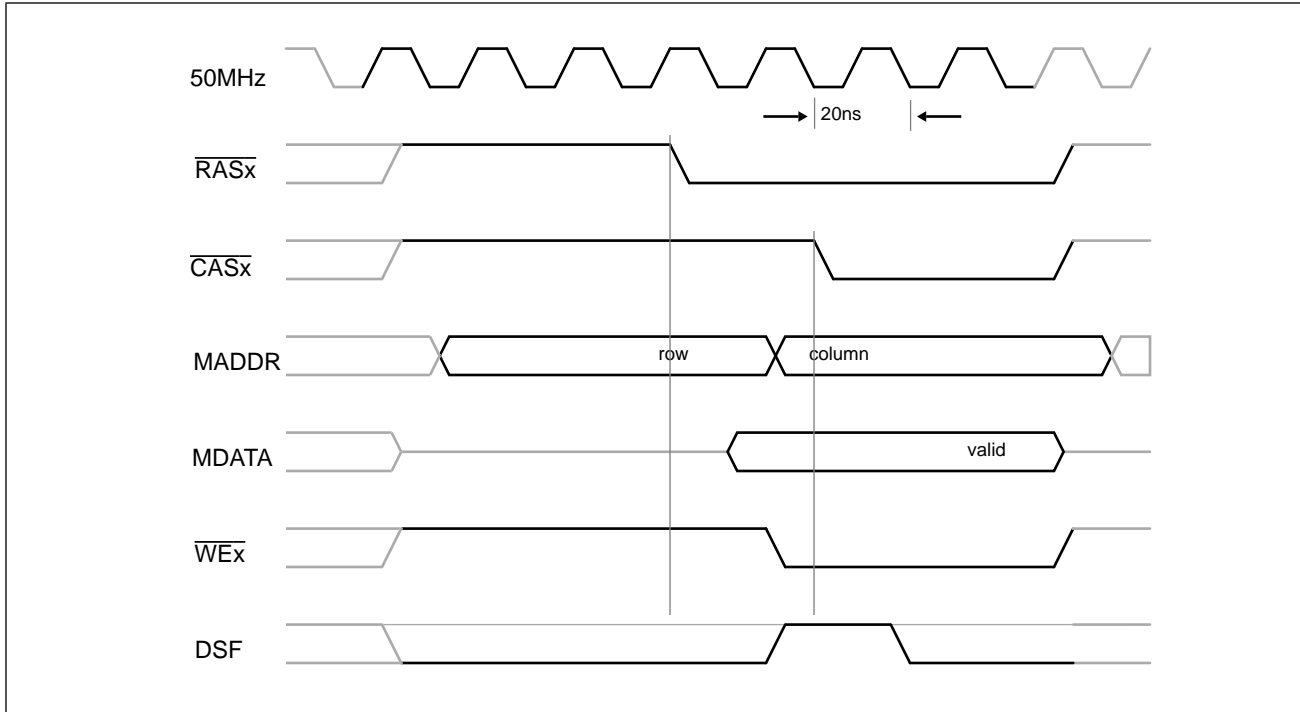 50MHz
20ns
RASx
CASx
MADDR
row
column
MDATA
valid
WEx
DSF